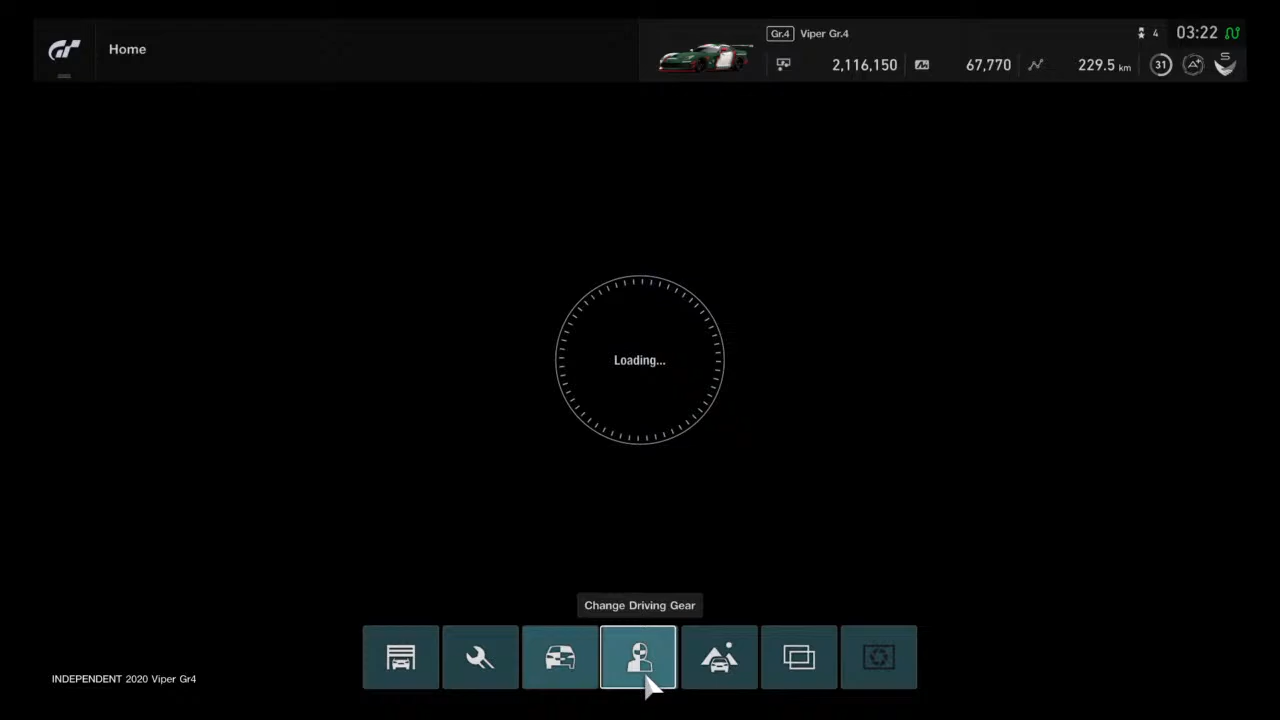 Home
Gr.4 Viper Gr.4
4 03:22
2,116,150 67,770 229.5 km 31 A+ S
Loading...
Change Driving Gear
INDEPENDENT 2020 Viper Gr4